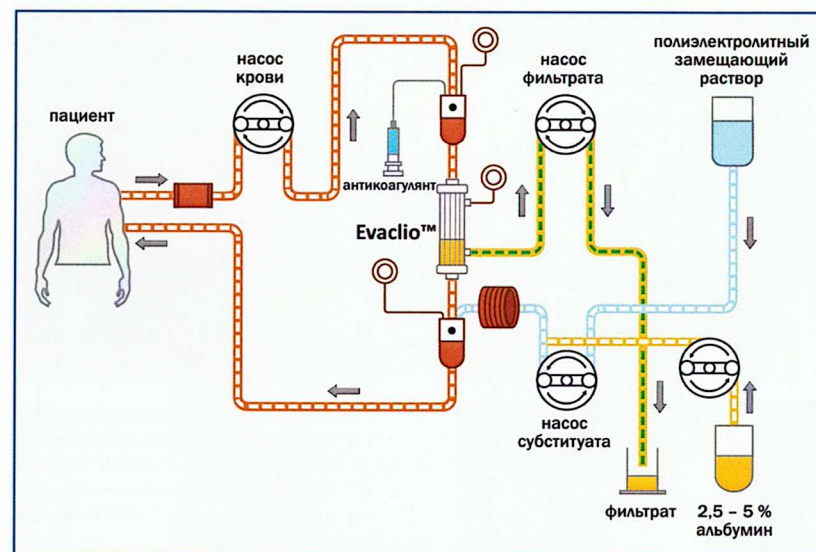 насос
крови
насос
фильтрата
полиэлектролитный
замещающий
раствор
пациент
антикоагулянт
Evaclio™
насос
субституата
фильтрат
2,5 – 5 %
альбумин